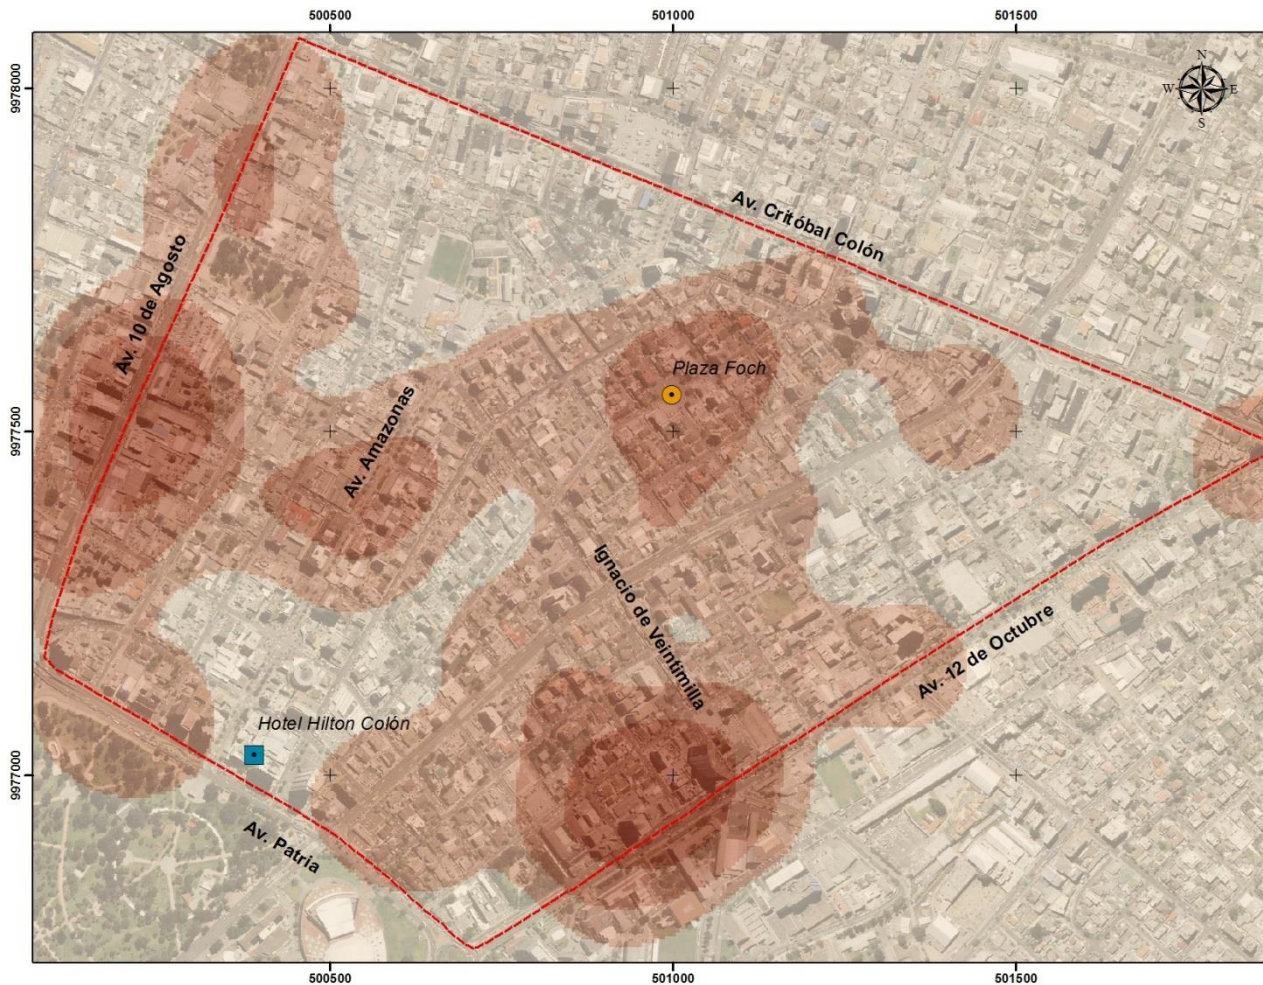 500500
501000
501500
9978000
N
W
E
S
Av. Critóbal Colón
Av. 10 de Agosto
Plaza Foch
Av. Amazonas
9977500
Ignacio de Veintimilla
Av. 12 de Octubre
Hotel Hilton Colón
9977000
Av. Patria
500500
501000
501500